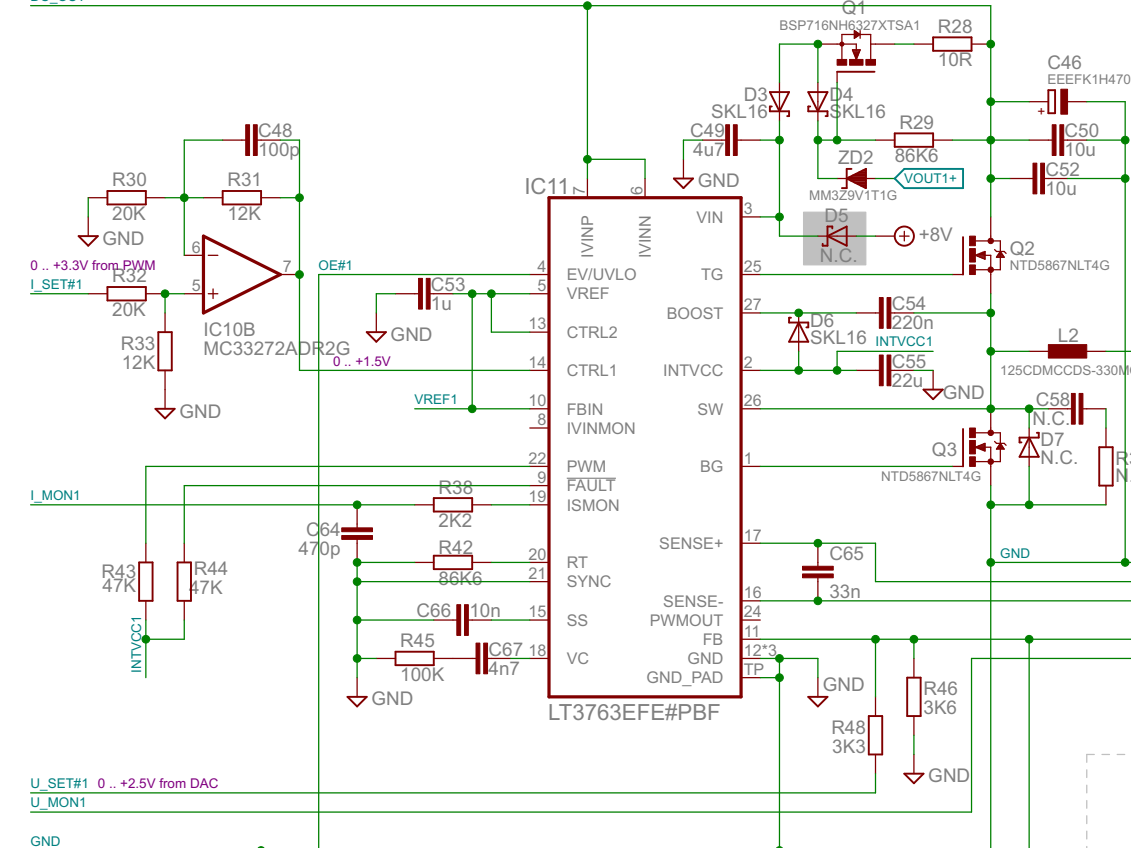 Q1
BSP716NH6327XTSA1
R28
10R
C46
EEEFK1H470
+
D3
SKL16
D4
SKL16
C49
4u7
R29
86K6
C50
10u
C48
100p
ZD2
VOUT1+
MM3Z9V1T1G
C52
10u
GND
R30
20K
R31
12K
IC11
7
6
IVINP
IVINN
VIN
3
D5
N.C.
+8V
GND
6
7
5
+
0 .. +3.3V from PWM
I_SET#1
R32
20K
OE#1
4
EV/UVLO
TG
25
Q2
NTD5867NLT4G
C53
1u
5
VREF
GND
13
CTRL2
BOOST
27
C54
220n
D6
SKL16
INTVCC1
IC10B
MC33272ADR2G
R33
12K
0 .. +1.5V
14
CTRL1
INTVCC
2
C55
22u
GND
L2
125CDMCCDS-330M
GND
VREF1
10
FBIN
SW
26
C58
N.C.
8
IVINMON
D7
N.C.
Q3
NTD5867NLT4G
22
PWM
BG
1
9
FAULT
I_MON1
R38
2K2
19
ISMON
C64
470p
R42
86K6
20
RT
21
SYNC
SENSE+
17
C65
33n
GND
R43
47K
R44
47K
INTVCC1
C66
10n
15
SS
SENSE-
16
PWMOUT
24
FB
11
R45
100K
C67
4n7
18
VC
GND
12*3
GND_PAD
TP
GND
GND
LT3763EFE#PBF
R46
3K6
R48
3K3
GND
U_SET#1 0 .. +2.5V from DAC
U_MON1
GND